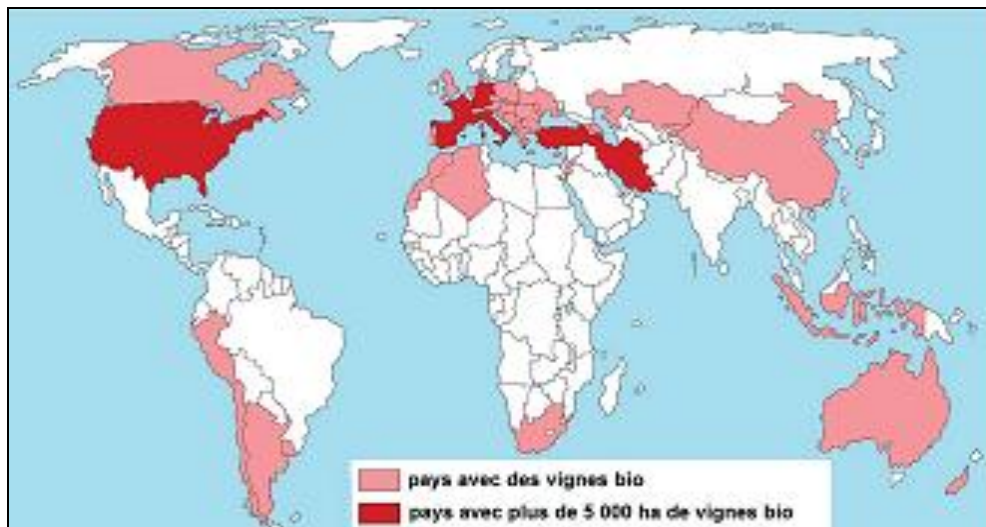 pays avec des vignes bio
pays avec plus de 5 000 ha de vignes bio